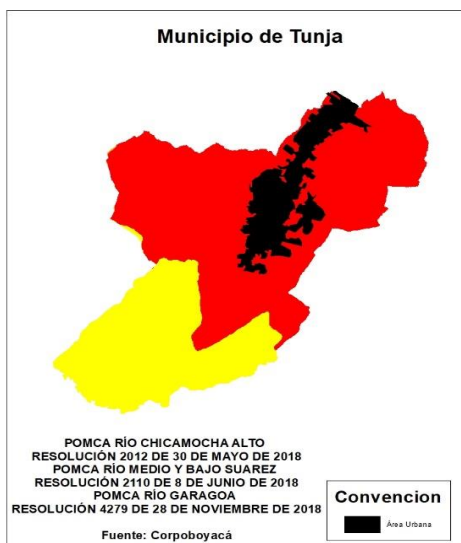 Municipio de Tunja
POMCA RÍO CHICAMOCHA ALTO
RESOLUCIÓN 2012 DE 30 DE MAYO DE 2018
POMCA RÍO MEDIO Y BAJO SUAREZ
RESOLUCIÓN 2110 DE 8 DE JUNIO DE 2018
POMCA RÍO GARAGOA
RESOLUCIÓN 4279 DE 28 DE NOVIEMBRE DE 2018
Fuente: Corpoboyacá
Convencion
Área Urbana